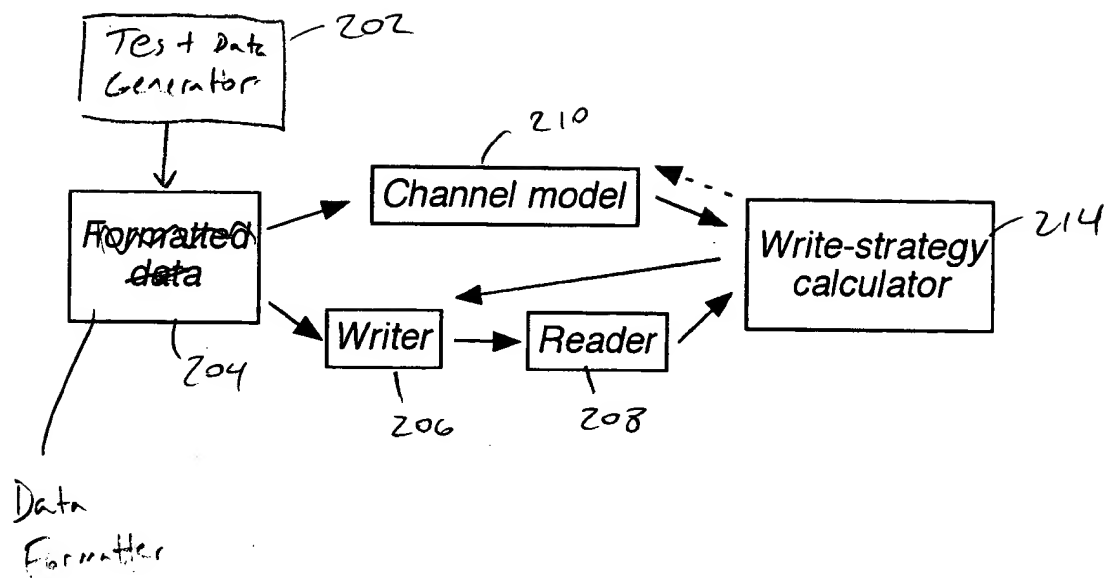 202
Test Data
Generator
210
Channel model
Formatted
data
214
Write-strategy
calculator
Writer
Reader
204
206
208
Data
Formatter